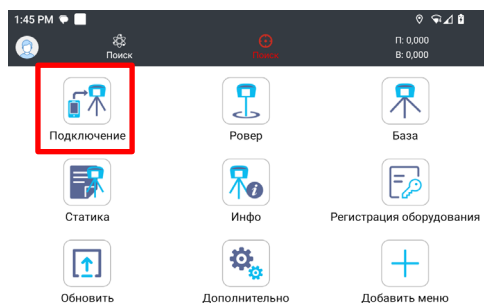 1:45 PM
Поиск
Поиск
П: 0,000
В: 0,000
Подключение
Ровер
База
Статика
Инфо
Регистрация оборудования
Обновить
Дополнительно
Добавить меню